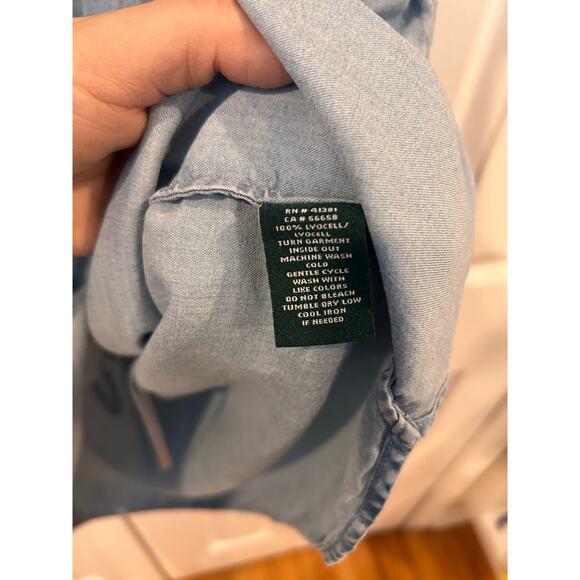 RN # 41381
CA # 56658
100% LYOCELL/
LYOCELL
TURN GARMENT
INSIDE OUT
MACHINE WASH
COLD
GENTLE CYCLE
WASH WITH
LIKE COLORS
DO NOT BLEACH
TUMBLE DRY LOW
COOL IRON
IF NEEDED